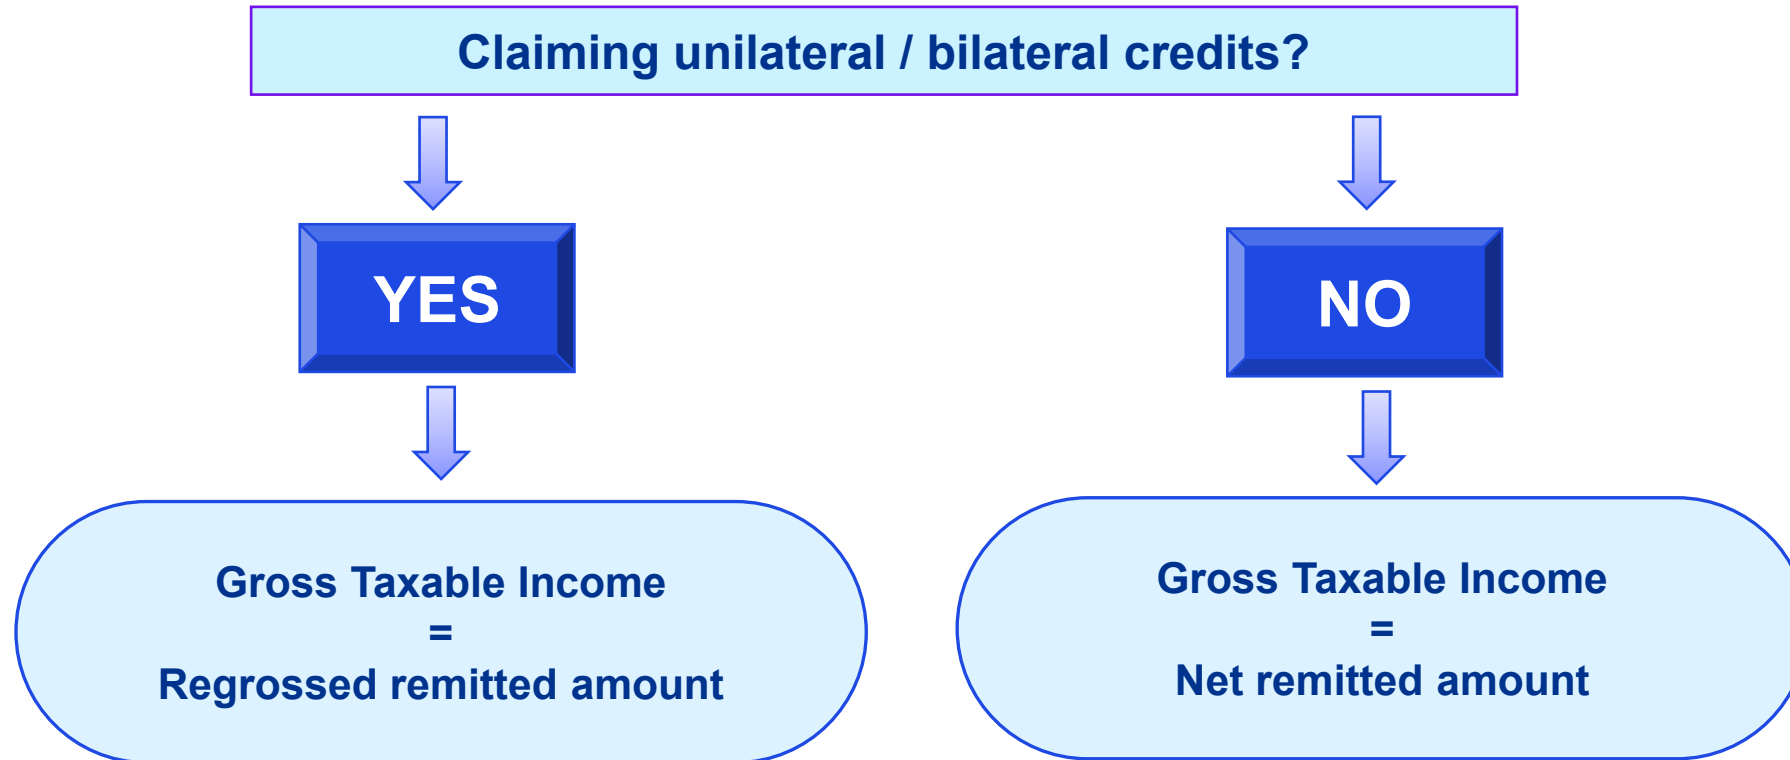 Claiming unilateral / bilateral credits?
YES
NO
Gross Taxable Income
=
Regrossed remitted amount
Gross Taxable Income
=
Net remitted amount